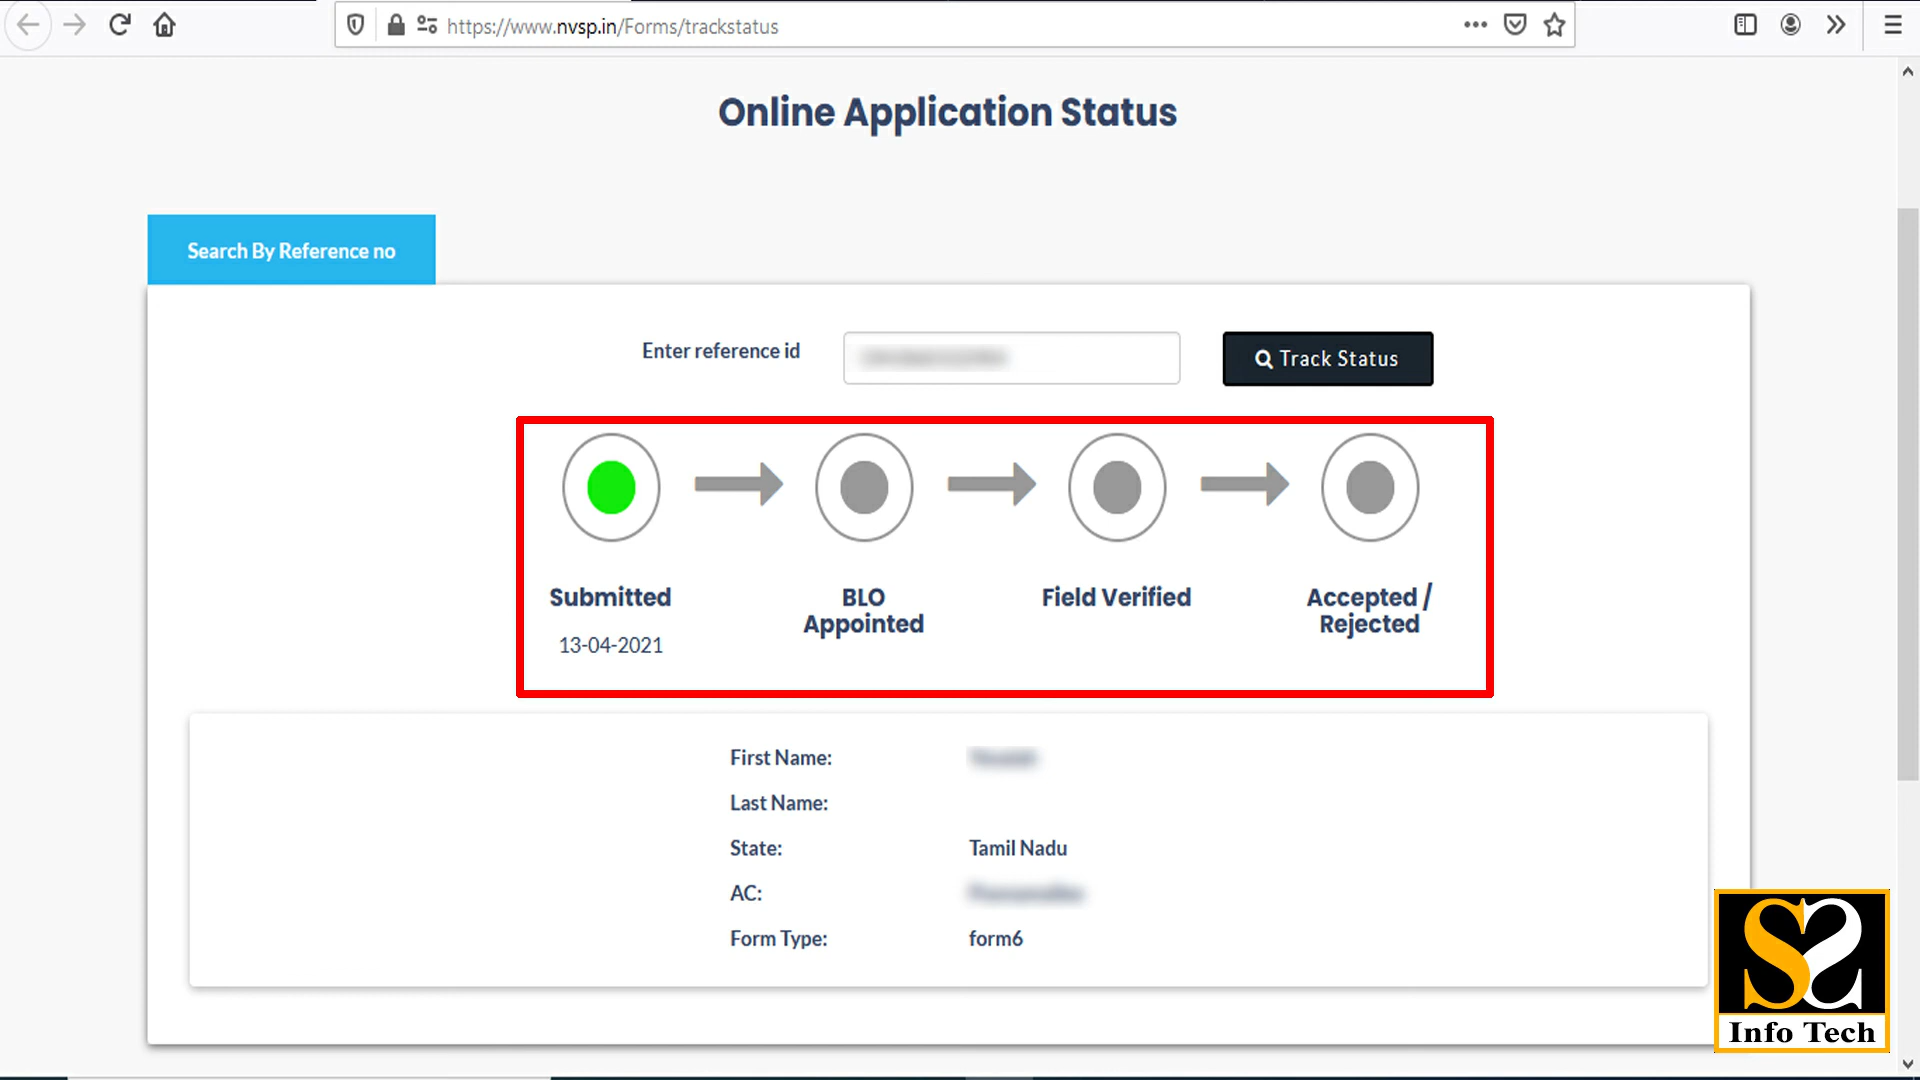 https://www.nvsp.in/Forms/trackstatus
Online Application Status
Search By Reference no
Enter reference id
Track Status
Submitted
BLO
Appointed
Field Verified
Accepted /
Rejected
13-04-2021
First Name:
Last Name:
State: Tamil Nadu
AC:
Form Type: form6
SS
Info Tech